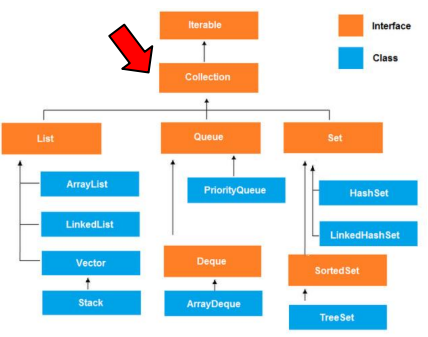 Iterable
Interface
Class
Collection
List
Queue
Set
ArrayList
PriorityQueue
HashSet
LinkedList
LinkedHashSet
Vector
Deque
SortedSet
Stack
ArrayDeque
TreeSet